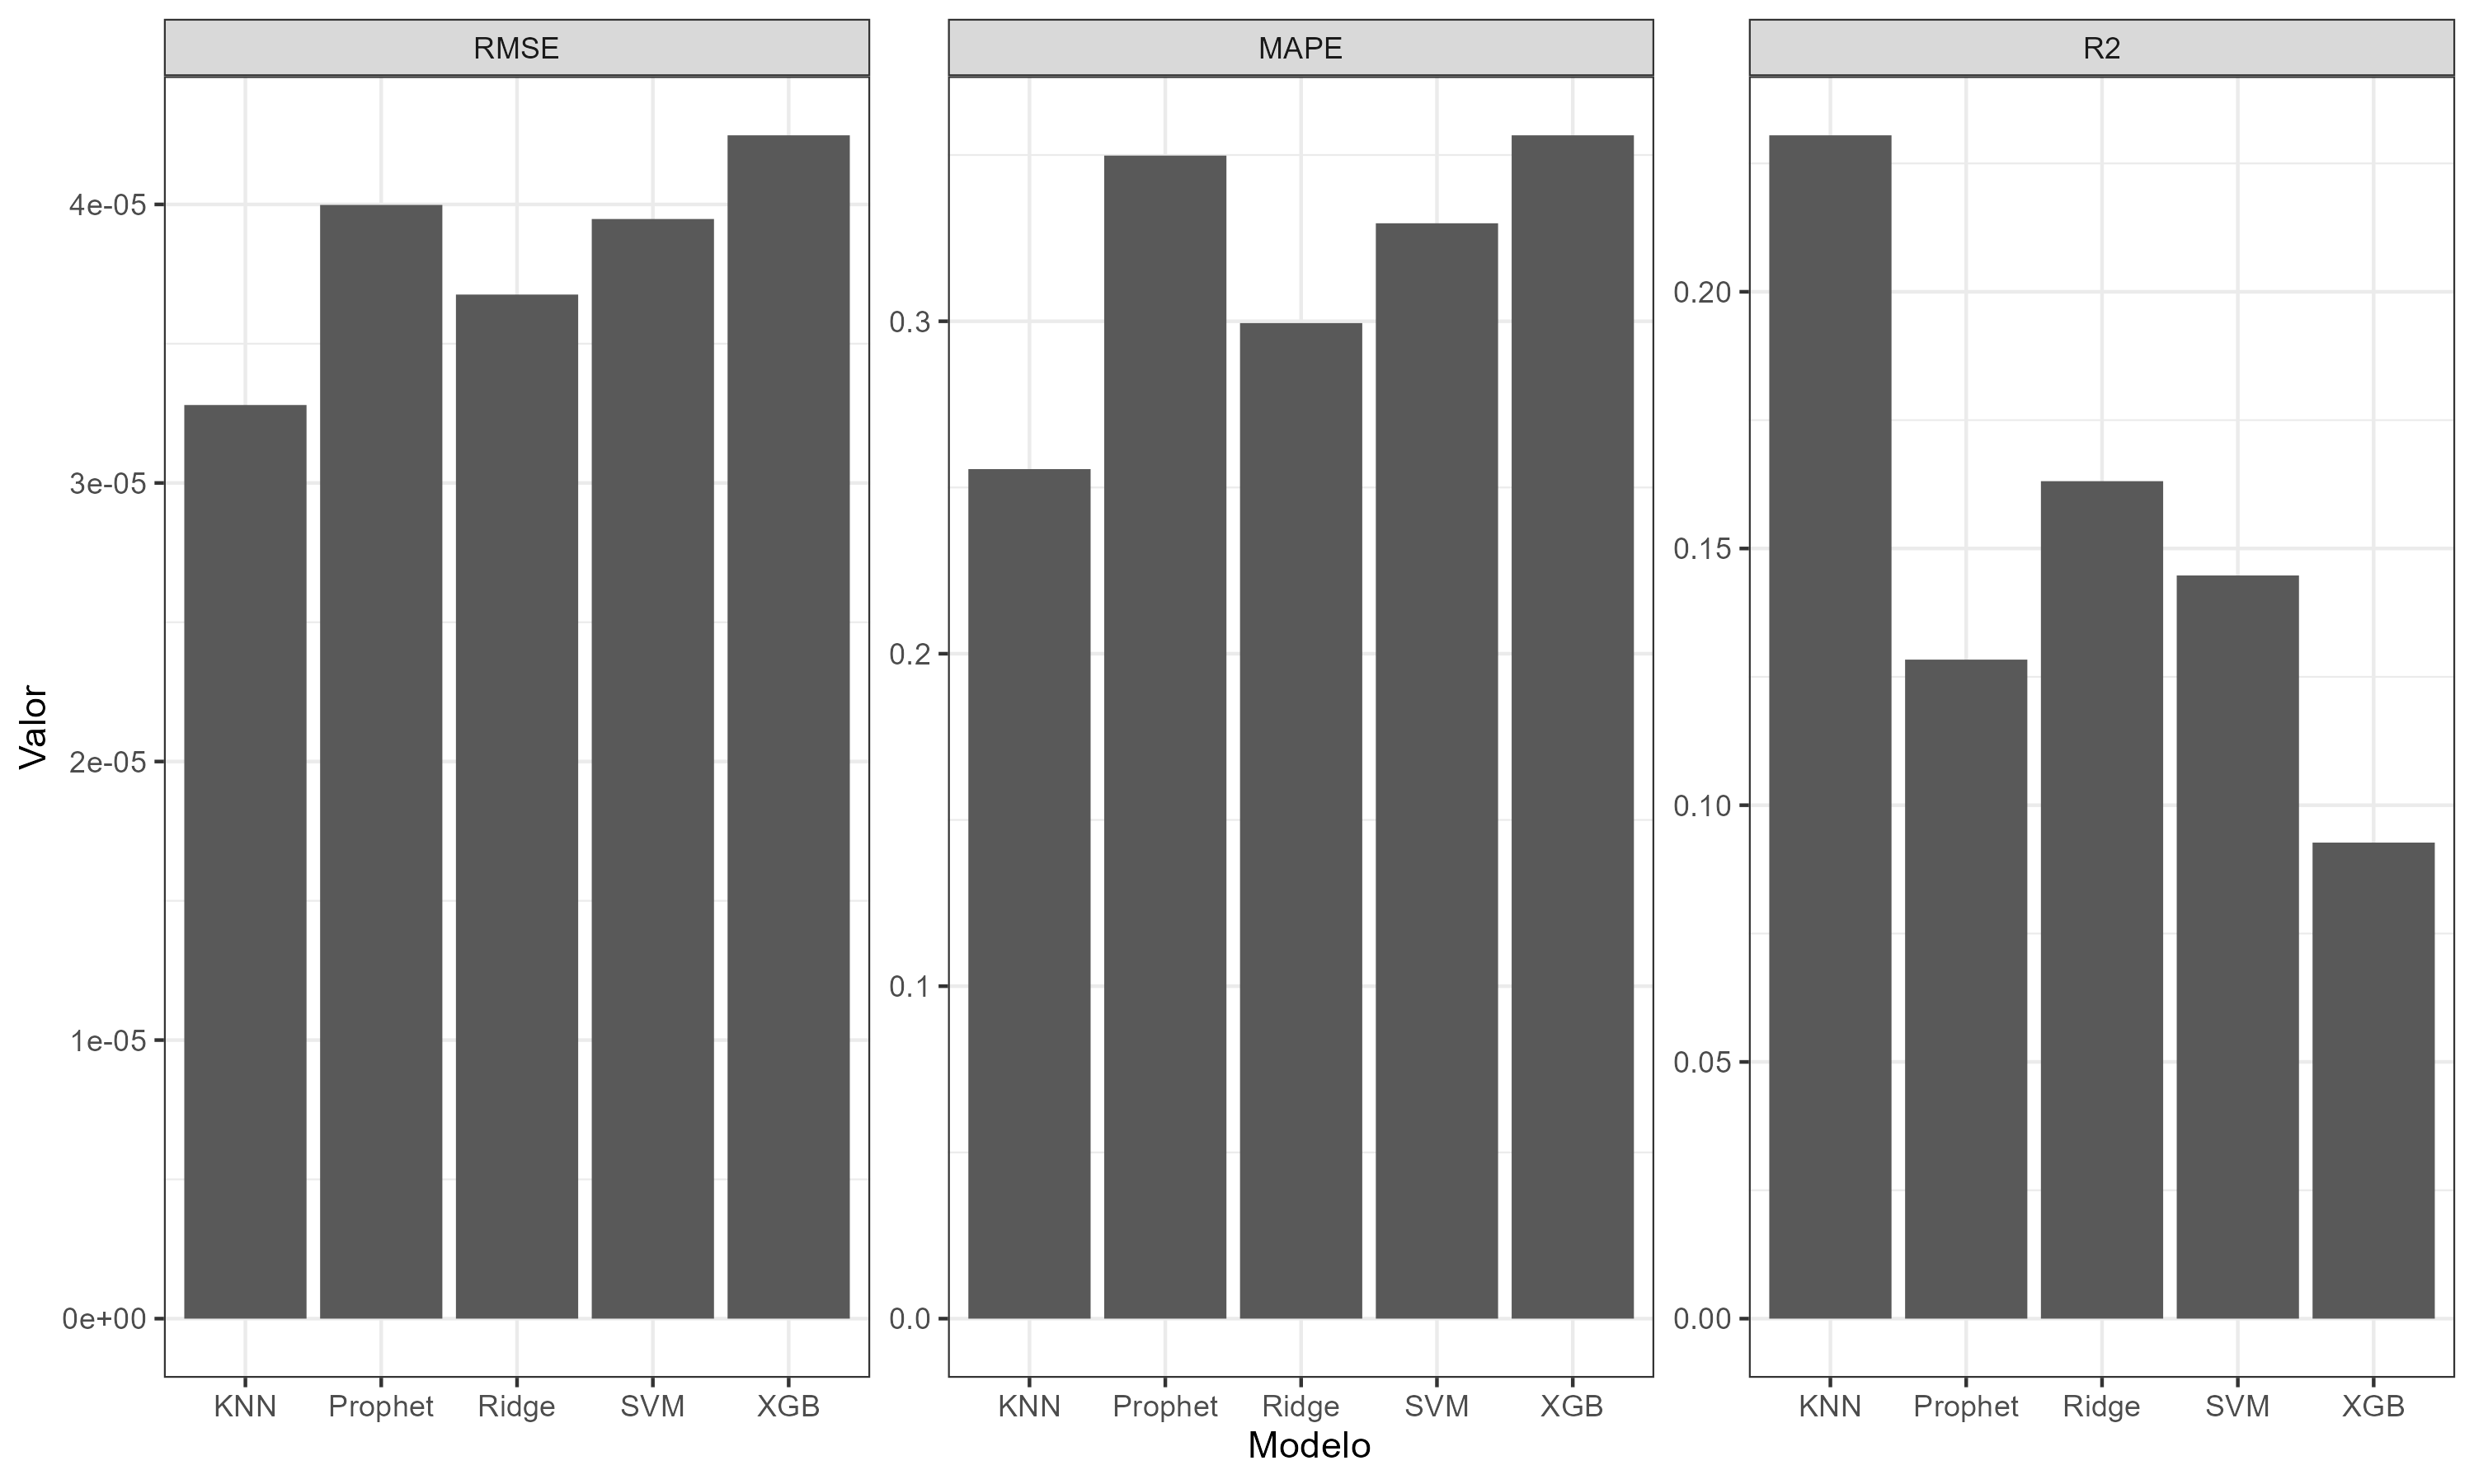 RMSE
MAPE
R2
Valor
4e-05
3e-05
2e-05
1e-05
0e+00
0.3
0.2
0.1
0.0
0.20
0.15
0.10
0.05
0.00
KNN Prophet Ridge SVM XGB
KNN Prophet Ridge SVM XGB
KNN Prophet Ridge SVM XGB
Modelo